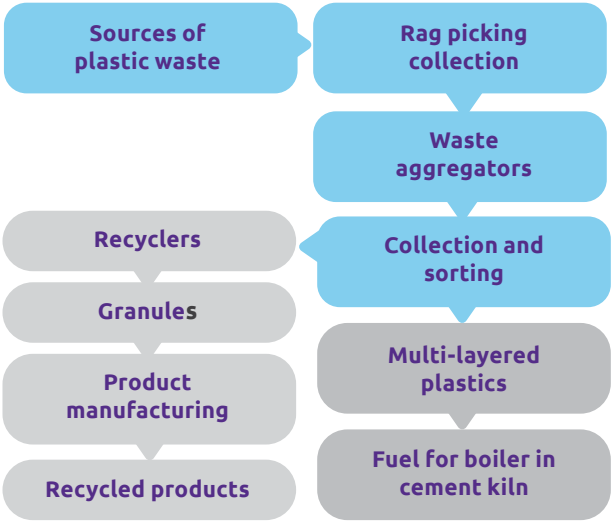 Sources of
plastic waste
Rag picking
collection
Waste
aggregators
Collection and
sorting
Recyclers
Granules
Product
manufacturing
Recycled products
Multi-layered
plastics
Fuel for boiler in
cement kiln